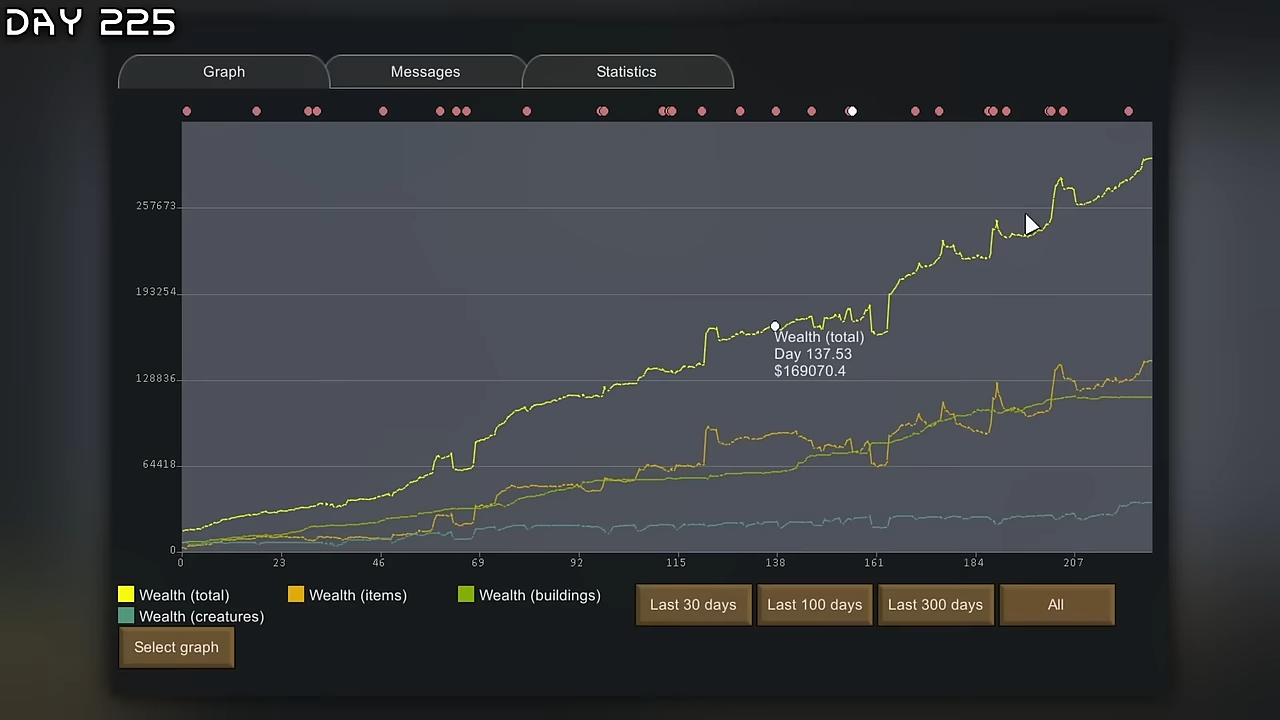 DAY 225
Graph
Messages
Statistics
257673
193254
128836
64418
0
Wealth (total)
Day 137.53
$169070.4
0 23 46 69 92 115 138 161 184 207
Wealth (total) Wealth (items) Wealth (buildings)
Wealth (creatures)
Last 30 days Last 100 days Last 300 days All
Select graph